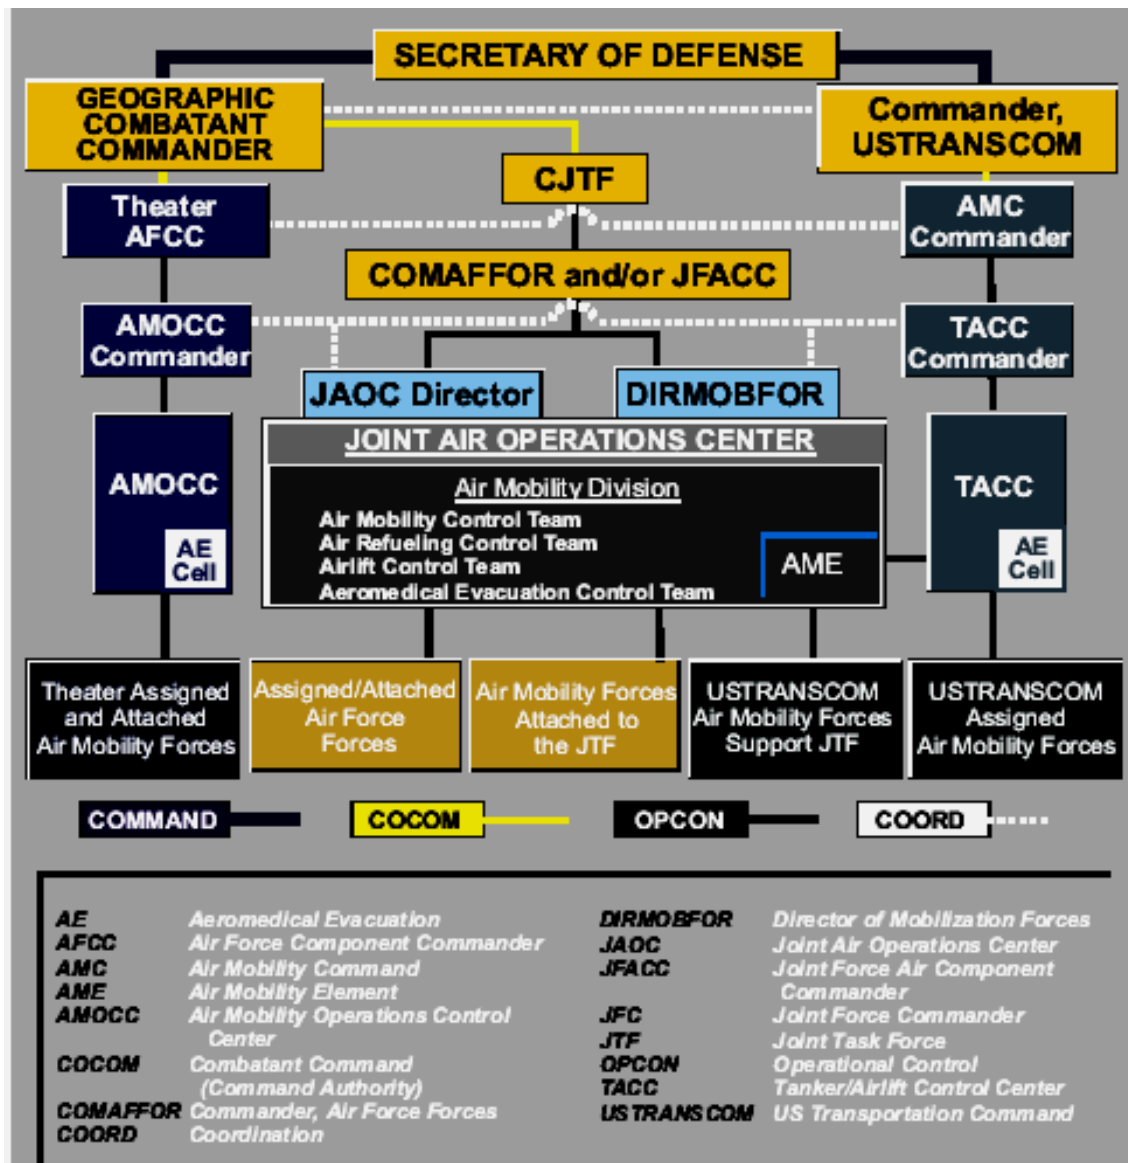 SECRETARY OF DEFENSE
GEOGRAPHIC
COMBATANT
COMMANDER
Commander,
USTRANSCOM
CJTF
Theater
AFCC
AMC
Commander
COMAFFOR and/or JFACC
AMOCC
Commander
TACC
Commander
JAOC Director
DIRMOBFOR
JOINT AIR OPERATIONS CENTER
AMOCC
AE
Cell
Air Mobility Division
Air Mobility Control Team
Air Refueling Control Team
Airlift Control Team
Aeromedical Evacuation Control Team
AME
TACC
AE
Cell
Theater Assigned
and Attached
Air Mobility Forces
Assigned/Attached
Air Force
Forces
Air Mobility Forces
Attached to
the JTF
USTRANSCOM
Air Mobility Forces
Support JTF
USTRANSCOM
Assigned
Air Mobility Forces
COMMAND
COCOM
OPCON
COORD
AE Aeromedical Evacuation
AFCC Air Force Component Commander
AMC Air Mobility Command
AME Air Mobility Element
AMOCC Air Mobility Operations Control
Center
COCOM Combatant Command
(Command Authority)
COMAFFOR Commander, Air Force Forces
COORD Coordination
DIRMOBFOR Director of Mobilization Forces
JAOC Joint Air Operations Center
JFACC Joint Force Air Component
Commander
JFC Joint Force Commander
JTF Joint Task Force
OPCON Operational Control
TACC Tanker/Airlift Control Center
USTRANSCOM US Transportation Command